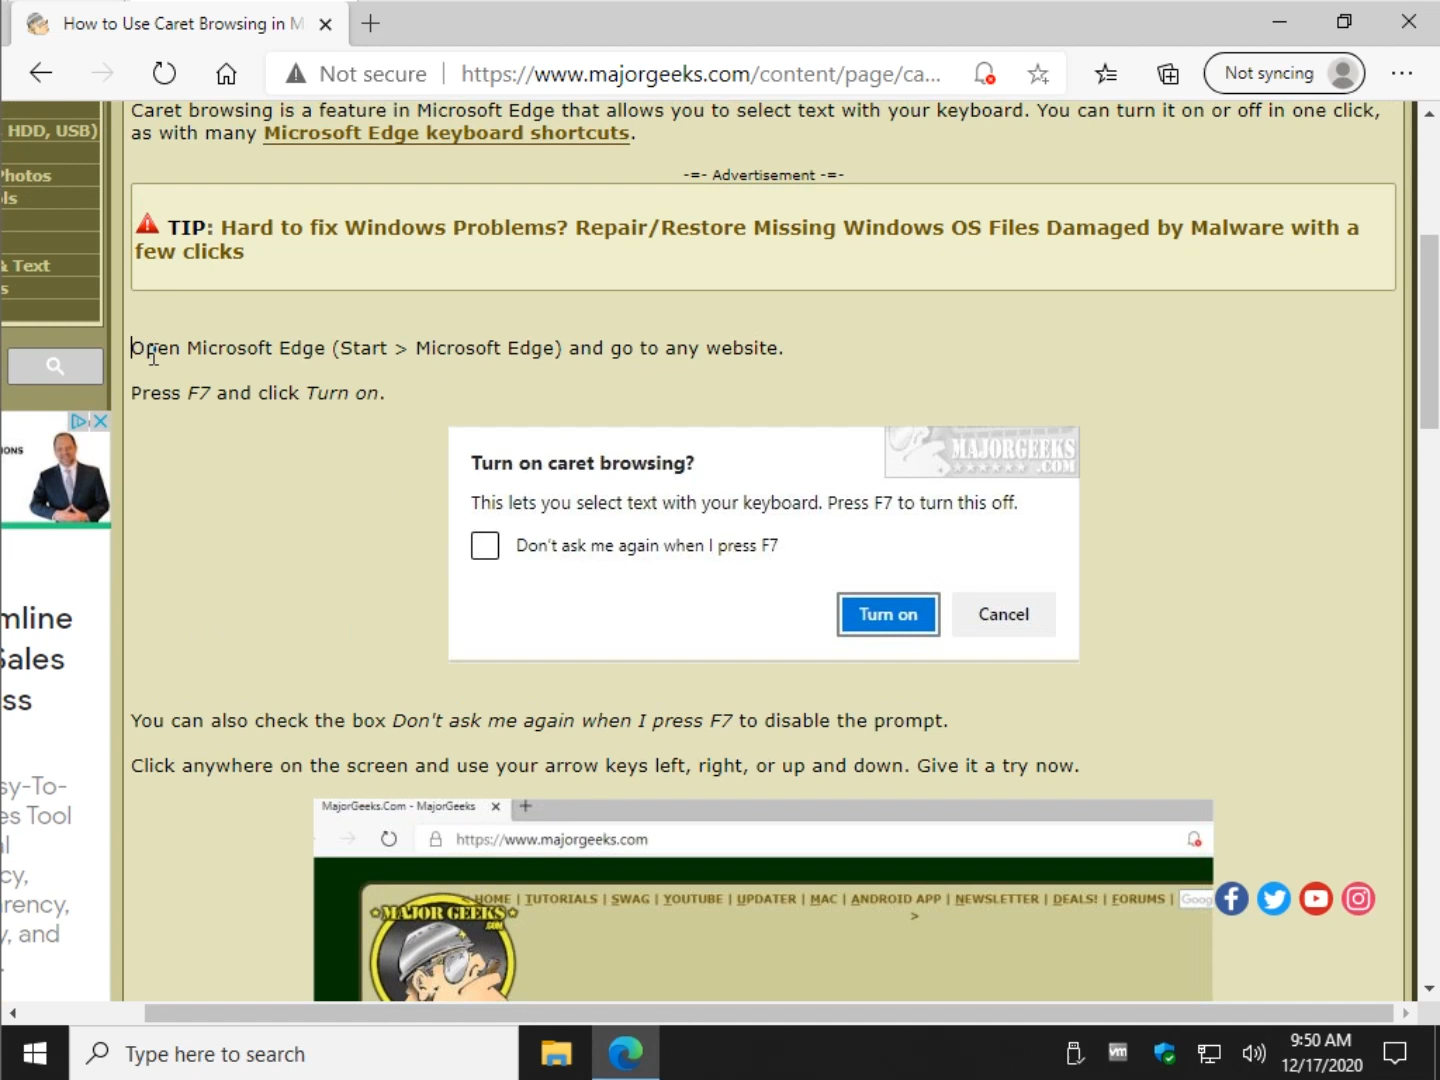 How to Use Caret Browsing in M
Not secure
https://www.majorgeeks.com/content/page/ca...
Not syncing
Caret browsing is a feature in Microsoft Edge that allows you to select text with your keyboard. You can turn it on or off in one click,
as with many Microsoft Edge keyboard shortcuts.
HDD, USB)
hotos
ls
& Text
s
-=- Advertisement -=-
TIP: Hard to fix Windows Problems? Repair/Restore Missing Windows OS Files Damaged by Malware with a
few clicks
Open Microsoft Edge (Start > Microsoft Edge) and go to any website.
Press F7 and click Turn on.
IONS
MAJORGEEKS
.COM
Turn on caret browsing?
This lets you select text with your keyboard. Press F7 to turn this off.
Don't ask me again when I press F7
Turn on
Cancel
mline
Sales
ss
sy-To-
es Tool
al
cy,
arency,
y, and
You can also check the box Don't ask me again when I press F7 to disable the prompt.
Click anywhere on the screen and use your arrow keys left, right, or up and down. Give it a try now.
MajorGeeks.Com - MajorGeeks
https://www.majorgeeks.com
HOME | TUTORIALS | SWAG | YOUTUBE | UPDATER | MAC | ANDROID APP | NEWSLETTER | DEALS! | FORUMS | Goog
>
MAJOR GEEKS
.COM
Type here to search
vm
9:50 AM
12/17/2020